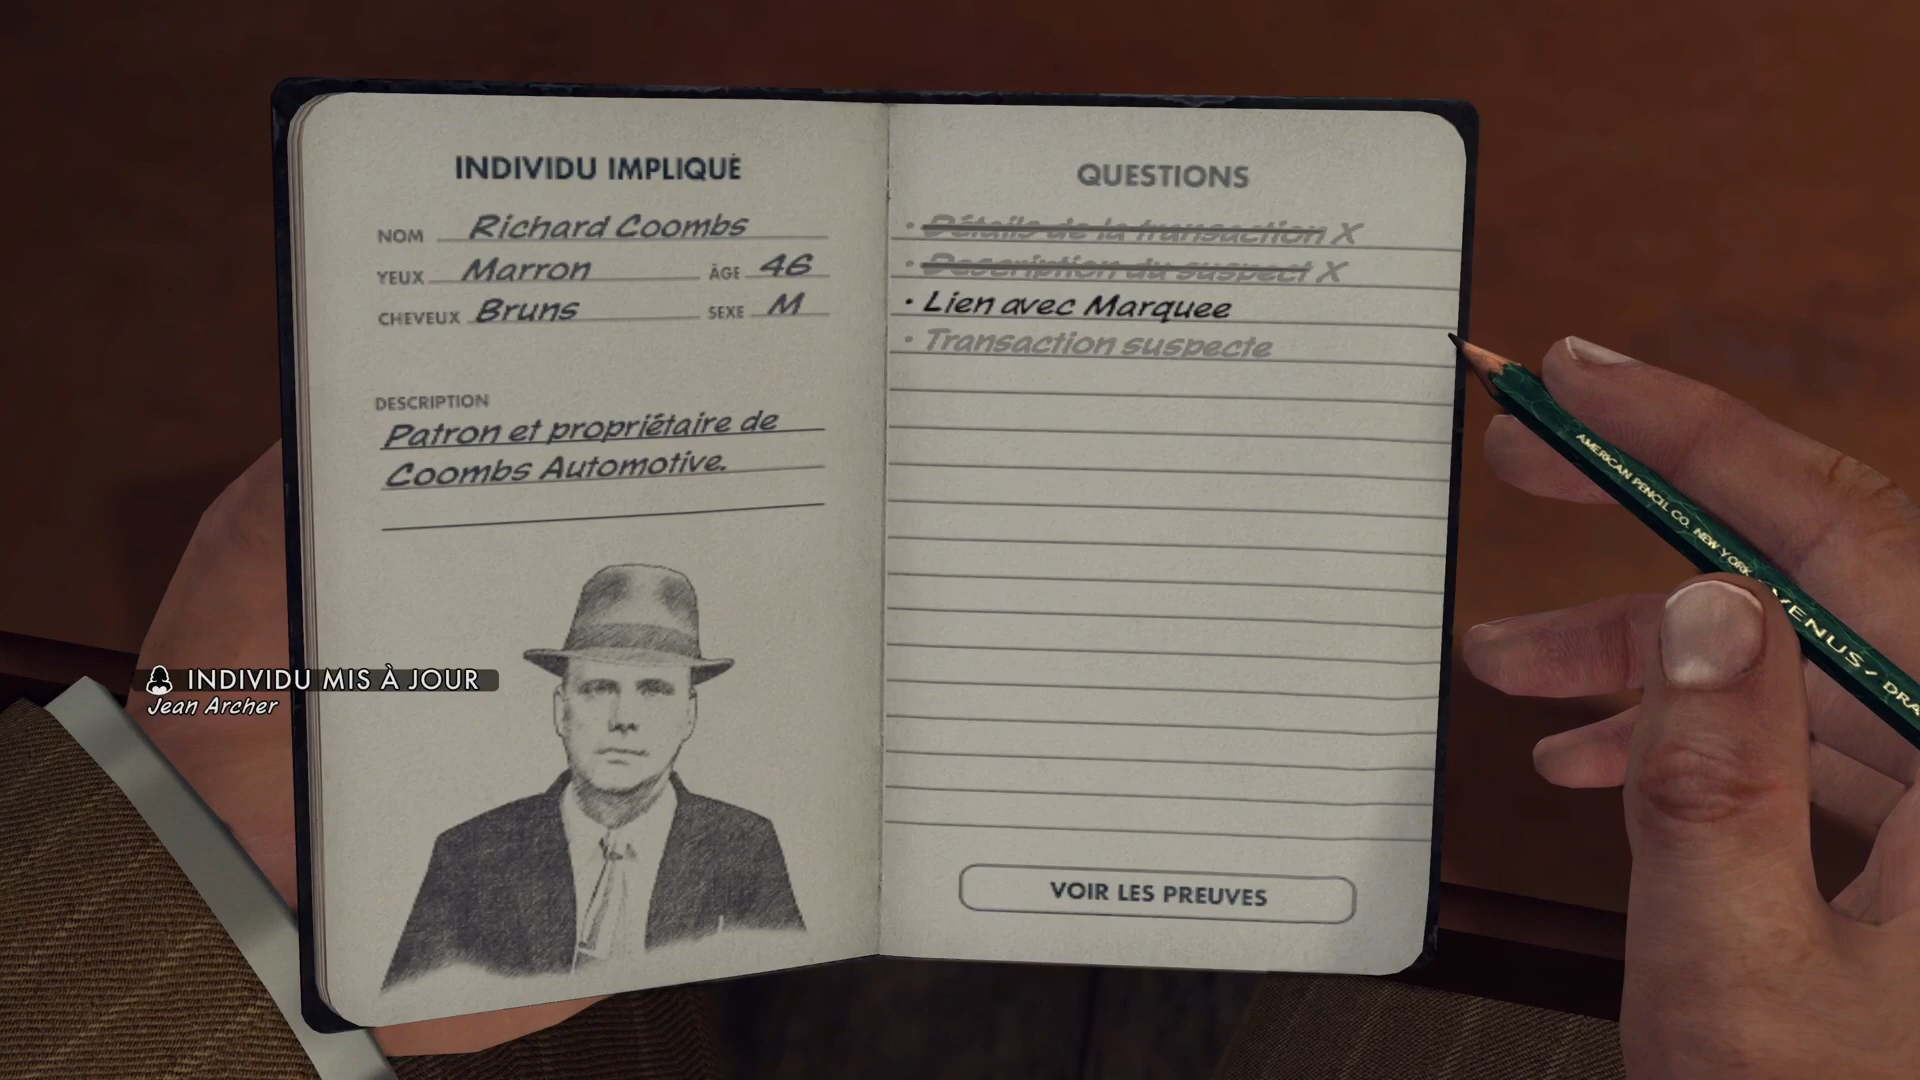 INDIVIDU IMPLIQUÉ
NOM Richard Coombs
YEUX Marron ÂGE 46
CHEVEUX Bruns SEXE M
DESCRIPTION
Patron et propriétaire de
Coombs Automotive.
INDIVIDU MIS À JOUR
Jean Archer
QUESTIONS
• Détails de la transaction X
• Description du suspect X
• Lien avec Marquee
• Transaction suspecte
VOIR LES PREUVES
AMERICAN PENCIL CO. NEW YORK VENUS DRA